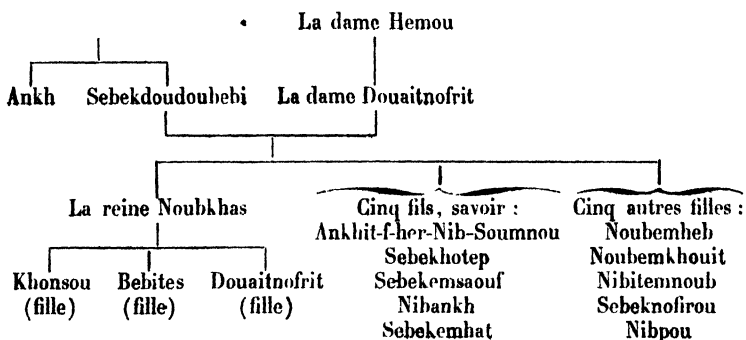 La dame Hemou
Ankh Sebekdoudoubebi La dame Douaitnofrit
La reine Noubkhas
Khonsou Bebites Douaitnofrit
(fille) (fille) (fille)
Cinq fils, savoir :
Ankhit-f-her-Nib-Soumnou
Sebekhotep
Sebekemsaouf
Nibankh
Sebekemhat
Cinq autres filles :
Noubemheb
Noubemkhouit
Nibitemnoub
Sebeknofirou
Nibpou